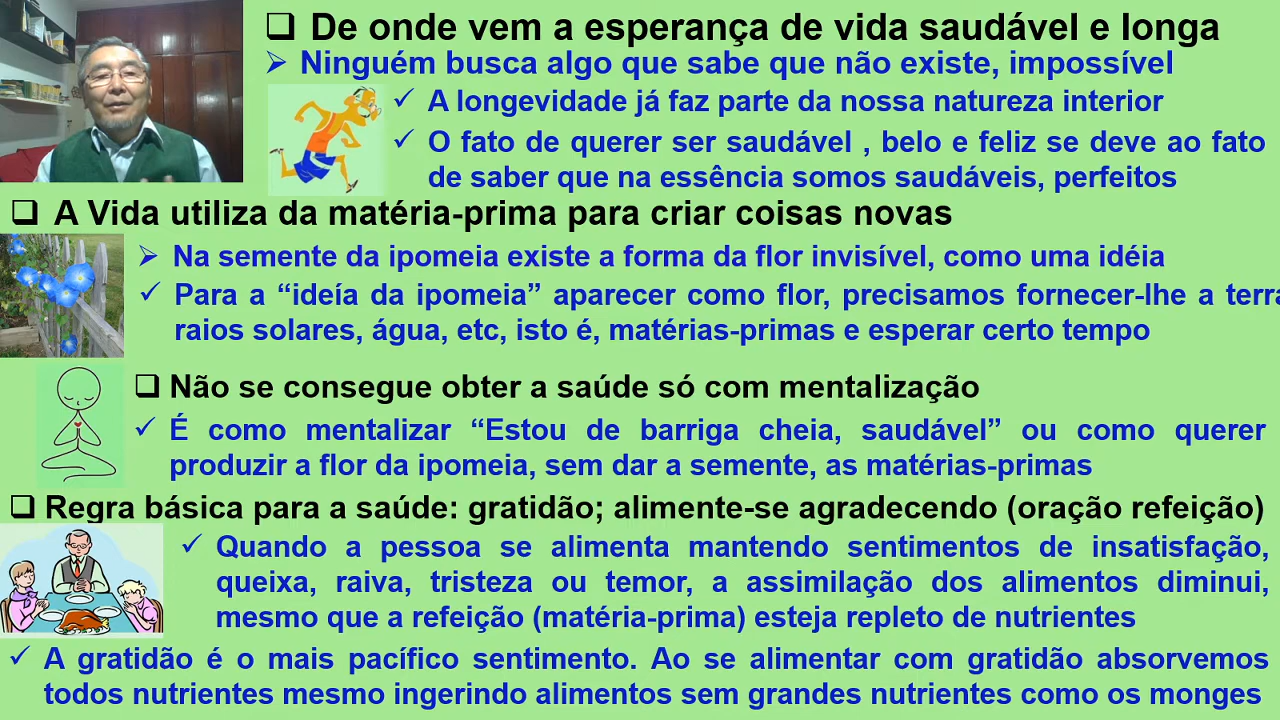 ❑ De onde vem a esperança de vida saudável e longa
➢ Ninguém busca algo que sabe que não existe, impossível
✓ A longevidade já faz parte da nossa natureza interior
✓ O fato de querer ser saudável , belo e feliz se deve ao fato
de saber que na essência somos saudáveis, perfeitos
❑ A Vida utiliza da matéria-prima para criar coisas novas
➢ Na semente da ipomeia existe a forma da flor invisível, como uma idéia
✓ Para a “ideía da ipomeia” aparecer como flor, precisamos fornecer-lhe a terra
raios solares, água, etc, isto é, matérias-primas e esperar certo tempo
❑ Não se consegue obter a saúde só com mentalização
✓ É como mentalizar “Estou de barriga cheia, saudável” ou como querer
produzir a flor da ipomeia, sem dar a semente, as matérias-primas
❑ Regra básica para a saúde: gratidão; alimente-se agradecendo (oração refeição)
✓ Quando a pessoa se alimenta mantendo sentimentos de insatisfação,
queixa, raiva, tristeza ou temor, a assimilação dos alimentos diminui,
mesmo que a refeição (matéria-prima) esteja repleto de nutrientes
✓ A gratidão é o mais pacífico sentimento. Ao se alimentar com gratidão absorvemos
todos nutrientes mesmo ingerindo alimentos sem grandes nutrientes como os monges